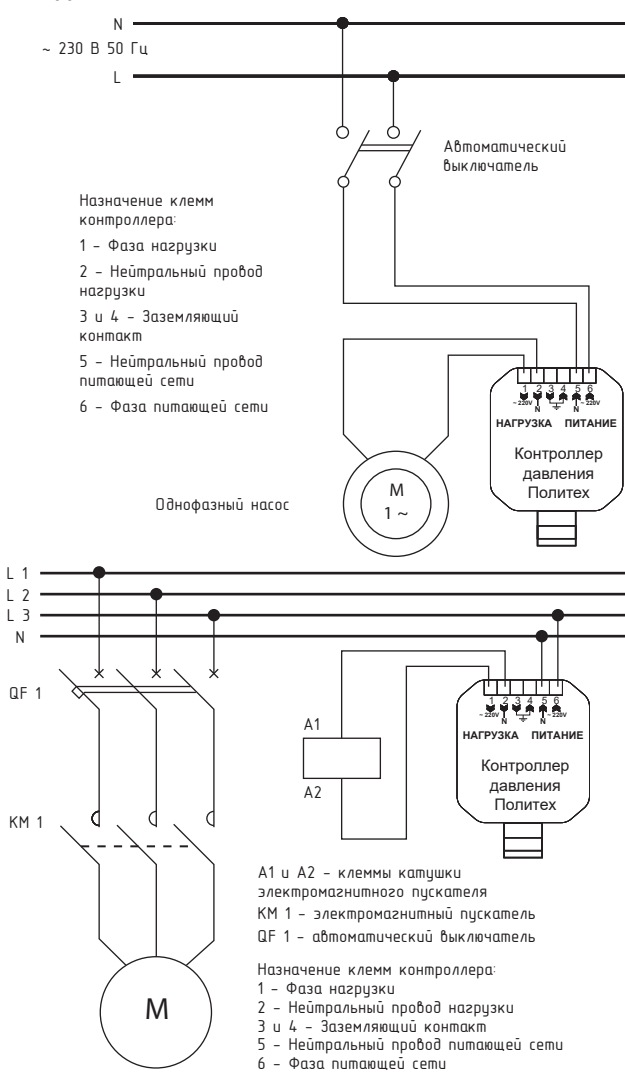 N
~ 230 В 50 Гц
L
Автоматический
выключатель
Назначение клемм
контроллера:
1 – Фаза нагрузки
2 – Нейтральный провод
нагрузки
3 и 4 – Заземляющий
контакт
5 – Нейтральный провод
питающей сети
6 – Фаза питающей сети
1 2 3 4 5 6
~ 220V N N ~ 220V
НАГРУЗКА ПИТАНИЕ
Контроллер
давления
Политех
M
1 ~
Однофазный насос
L 1
L 2
L 3
N
QF 1
1 2 3 4 5 6
~ 220V N N ~ 220V
НАГРУЗКА ПИТАНИЕ
Контроллер
давления
Политех
A1
A2
KM 1
A1 и A2 – клеммы катушки
электромагнитного пускателя
KM 1 – электромагнитный пускатель
QF 1 – автоматический выключатель
Назначение клемм контроллера:
1 – Фаза нагрузки
2 – Нейтральный провод нагрузки
3 и 4 – Заземляющий контакт
5 – Нейтральный провод питающей сети
6 – Фаза питающей сети
M